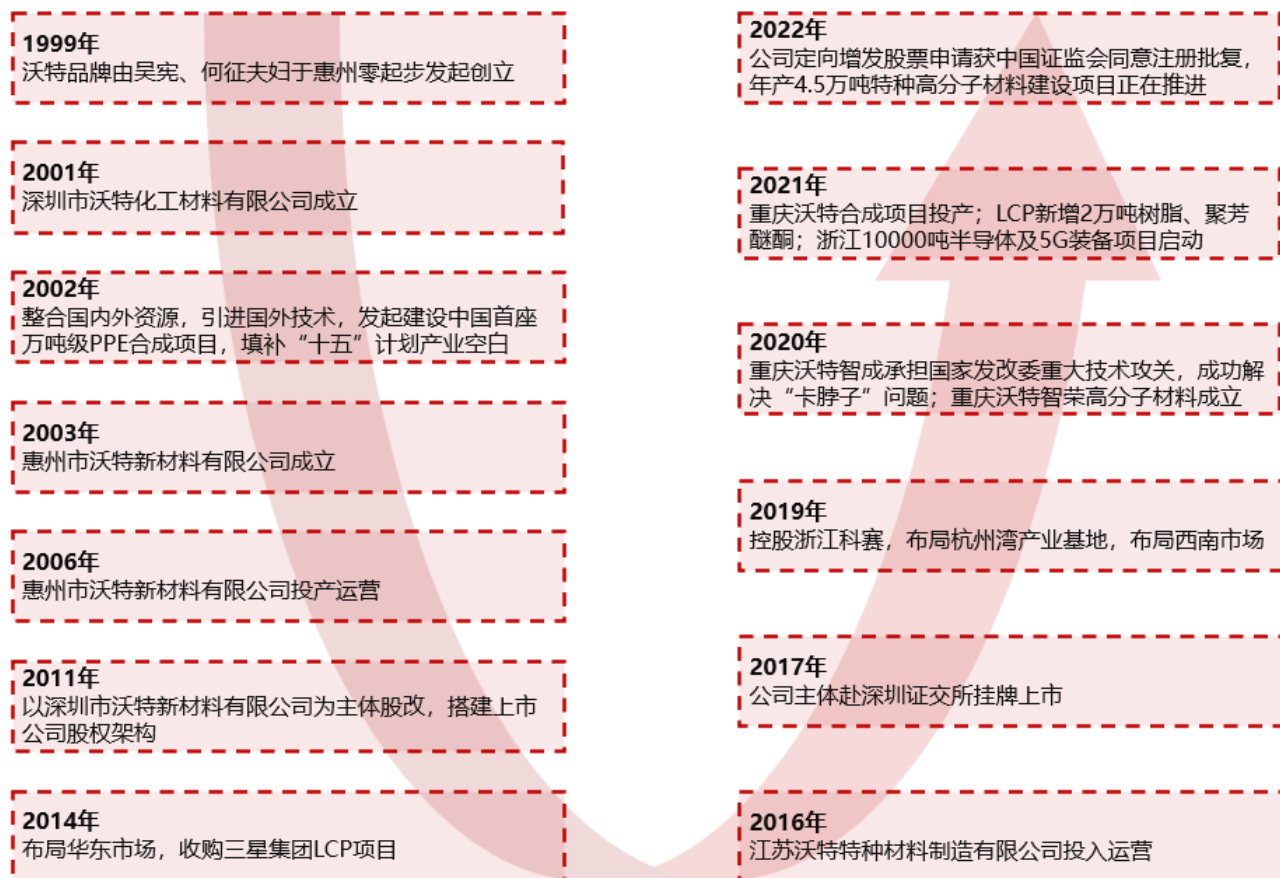 1999年
沃特品牌由吴宪、何征夫妇于惠州零起步发起创立
2001年
深圳市沃特化工材料有限公司成立
2002年
整合国内外资源，引进国外技术，发起建设中国首座
万吨级PPE合成项目，填补“十五”计划产业空白
2003年
惠州市沃特新材料有限公司成立
2006年
惠州市沃特新材料有限公司投产运营
2011年
以深圳市沃特新材料有限公司为主体股改，搭建上市
公司股权架构
2014年
布局华东市场，收购三星集团LCP项目
2016年
江苏沃特特种材料制造有限公司投入运营
2017年
公司主体赴深圳证交所挂牌上市
2019年
控股浙江科赛，布局杭州湾产业基地，布局西南市场
2020年
重庆沃特智成承担国家发改委重大技术攻关，成功解
决“卡脖子”问题；重庆沃特智荣高分子材料成立
2021年
重庆沃特合成项目投产；LCP新增2万吨树脂、聚芳
醚酮；浙江10000吨半导体及5G装备项目启动
2022年
公司定向增发股票申请获中国证监会同意注册批复，
年产4.5万吨特种高分子材料建设项目正在推进